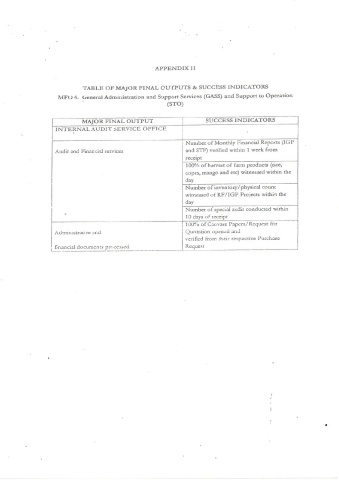 APPENDIX II
TABLE OF MAJOR FINAL OUTPUTS & SUCCESS INDICATORS
MFO 6. General Administration and Support Services (GASS) and Support to Operation
(STO)
MAJOR FINAL OUTPUT SUCCESS INDICATORS
INTERNAL AUDIT SERVICE OFFICE
Audit and Financial services
Number of Monthly Financial Reports (IGP
and STF) verified within 1 week from
receipt
100% of harvest of farm products (nut,
copra, mango and etc) witnessed within the
day
Number of inventory/physical count
witnessed of RF/IGP Projects within the
day
Number of special audit conducted within
10 days of receipt
Administrative and
financial documents processed
100% of Canvass Papers/Request for
Quotation opened and
verified from their respective Purchase
Request